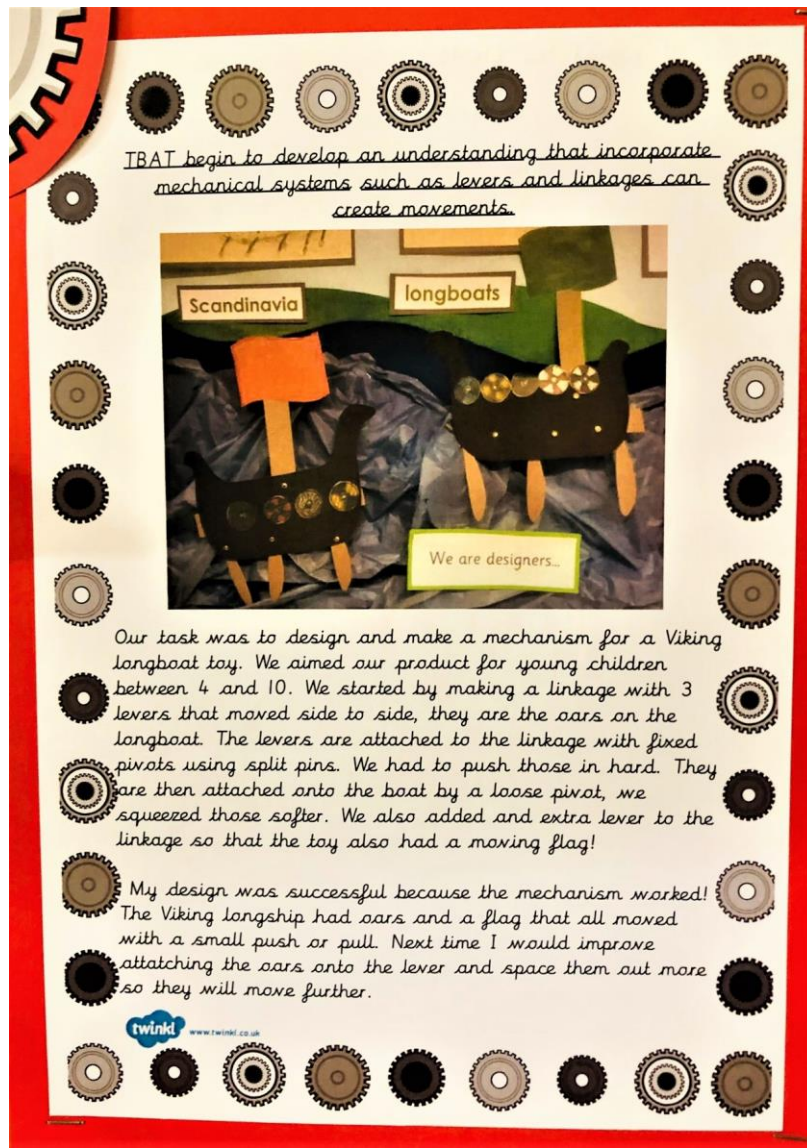 TBAT begin to develop an understanding that incorporate
mechanical systems such as levers and linkages can
create movements.
Scandinavia
longboats
We are designers...
Our task was to design and make a mechanism for a Viking
longboat toy. We aimed our product for young children
between 4 and 10. We started by making a linkage with 3
levers that moved side to side, they are the oars on the
longboat. The levers are attached to the linkage with fixed
pivots using split pins. We had to push those in hard. They
are then attached onto the boat by a loose pivot, we
squeezed those softer. We also added and extra lever to the
linkage so that the toy also had a moving flag!
My design was successful because the mechanism worked!
The Viking longship had oars and a flag that all moved
with a small push or pull. Next time I would improve
attatching the oars onto the lever and space them out more
so they will move further.
twinkl www.twinkl.co.uk